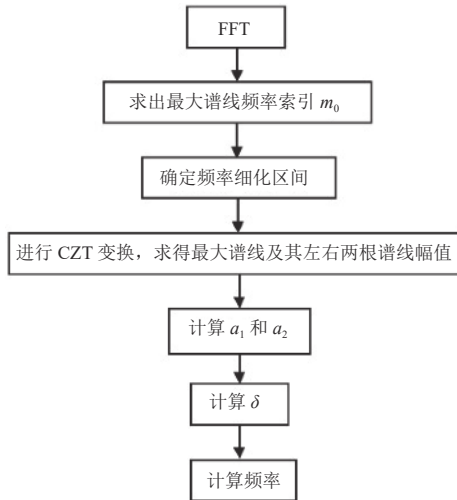 FFT
求出最大谱线频率索引 m₀
确定频率细化区间
进行 CZT 变换，求得最大谱线及其左右两根谱线幅值
计算 a₁ 和 a₂
计算 δ
计算频率